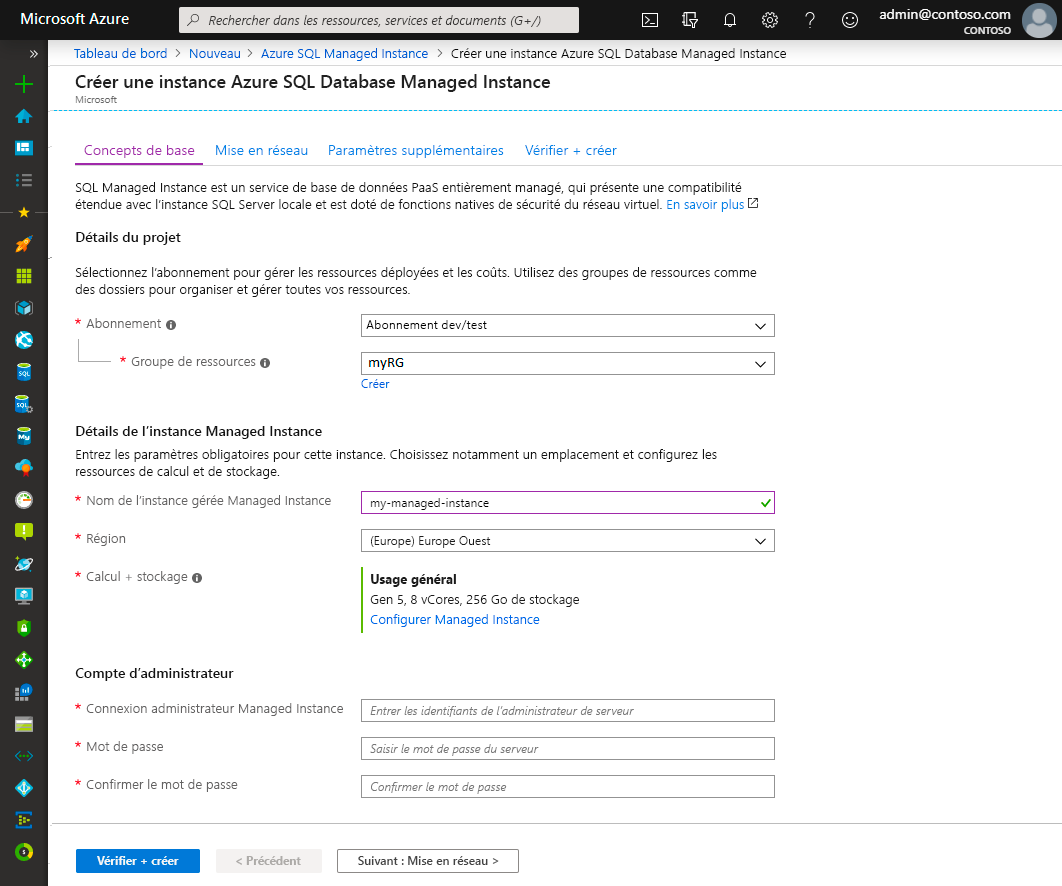 Microsoft Azure
Rechercher dans les ressources, services et documents (G+/)
admin@contoso.com
CONTOSO
Tableau de bord > Nouveau > Azure SQL Managed Instance > Créer une instance Azure SQL Database Managed Instance
Créer une instance Azure SQL Database Managed Instance
Microsoft
Concepts de base Mise en réseau Paramètres supplémentaires Vérifier + créer
SQL Managed Instance est un service de base de données PaaS entièrement managé, qui présente une compatibilité
étendue avec l'instance SQL Server locale et est doté de fonctions natives de sécurité du réseau virtuel. En savoir plus
Détails du projet
Sélectionnez l'abonnement pour gérer les ressources déployées et les coûts. Utilisez des groupes de ressources comme
des dossiers pour organiser et gérer toutes vos ressources.
* Abonnement
Abonnement dev/test
* Groupe de ressources
myRG
Créer
Détails de l'instance Managed Instance
Entrez les paramètres obligatoires pour cette instance. Choisissez notamment un emplacement et configurez les
ressources de calcul et de stockage.
* Nom de l'instance gérée Managed Instance
my-managed-instance
* Région
(Europe) Europe Ouest
* Calcul + stockage
Usage général
Gen 5, 8 vCores, 256 Go de stockage
Configurer Managed Instance
Compte d'administrateur
* Connexion administrateur Managed Instance
Entrer les identifiants de l'administrateur de serveur
* Mot de passe
Saisir le mot de passe du serveur
* Confirmer le mot de passe
Confirmer le mot de passe
Vérifier + créer
< Précédent
Suivant : Mise en réseau >